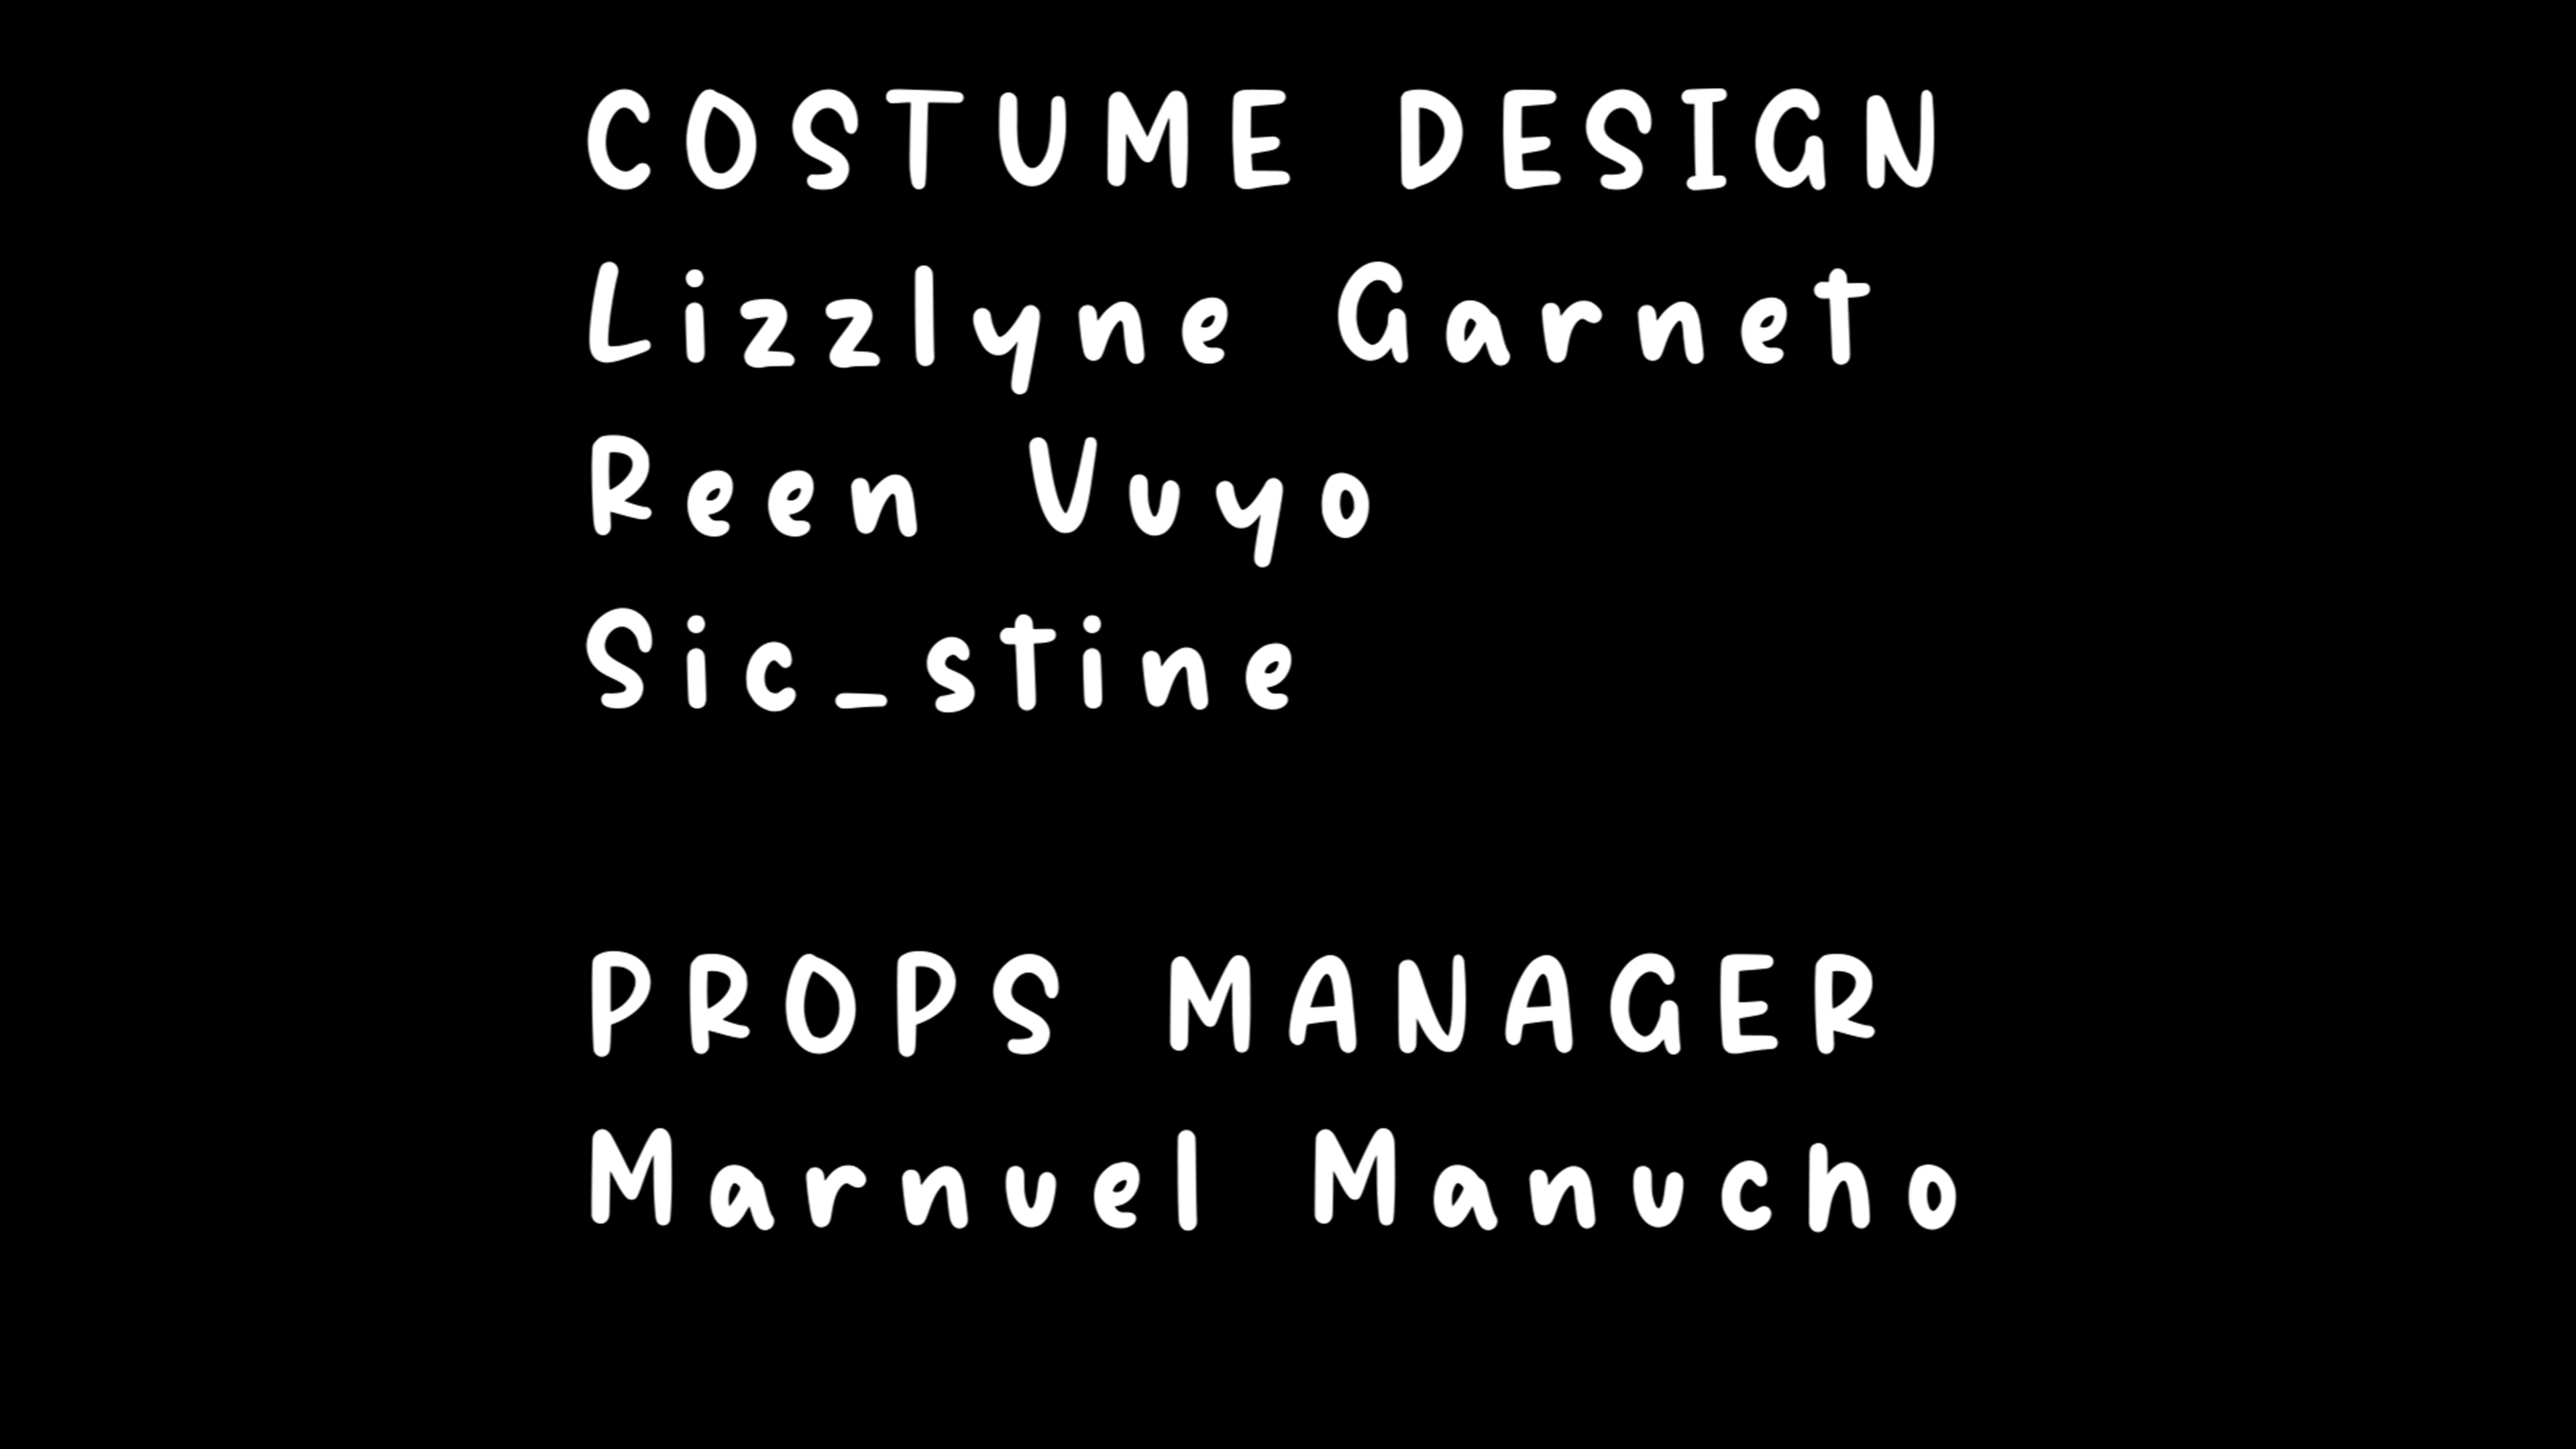 COSTUME DESIGN
Lizzlyne Garnet
Reen Vuyo
Sic_stine
PROPS MANAGER
Marnuel Manucho